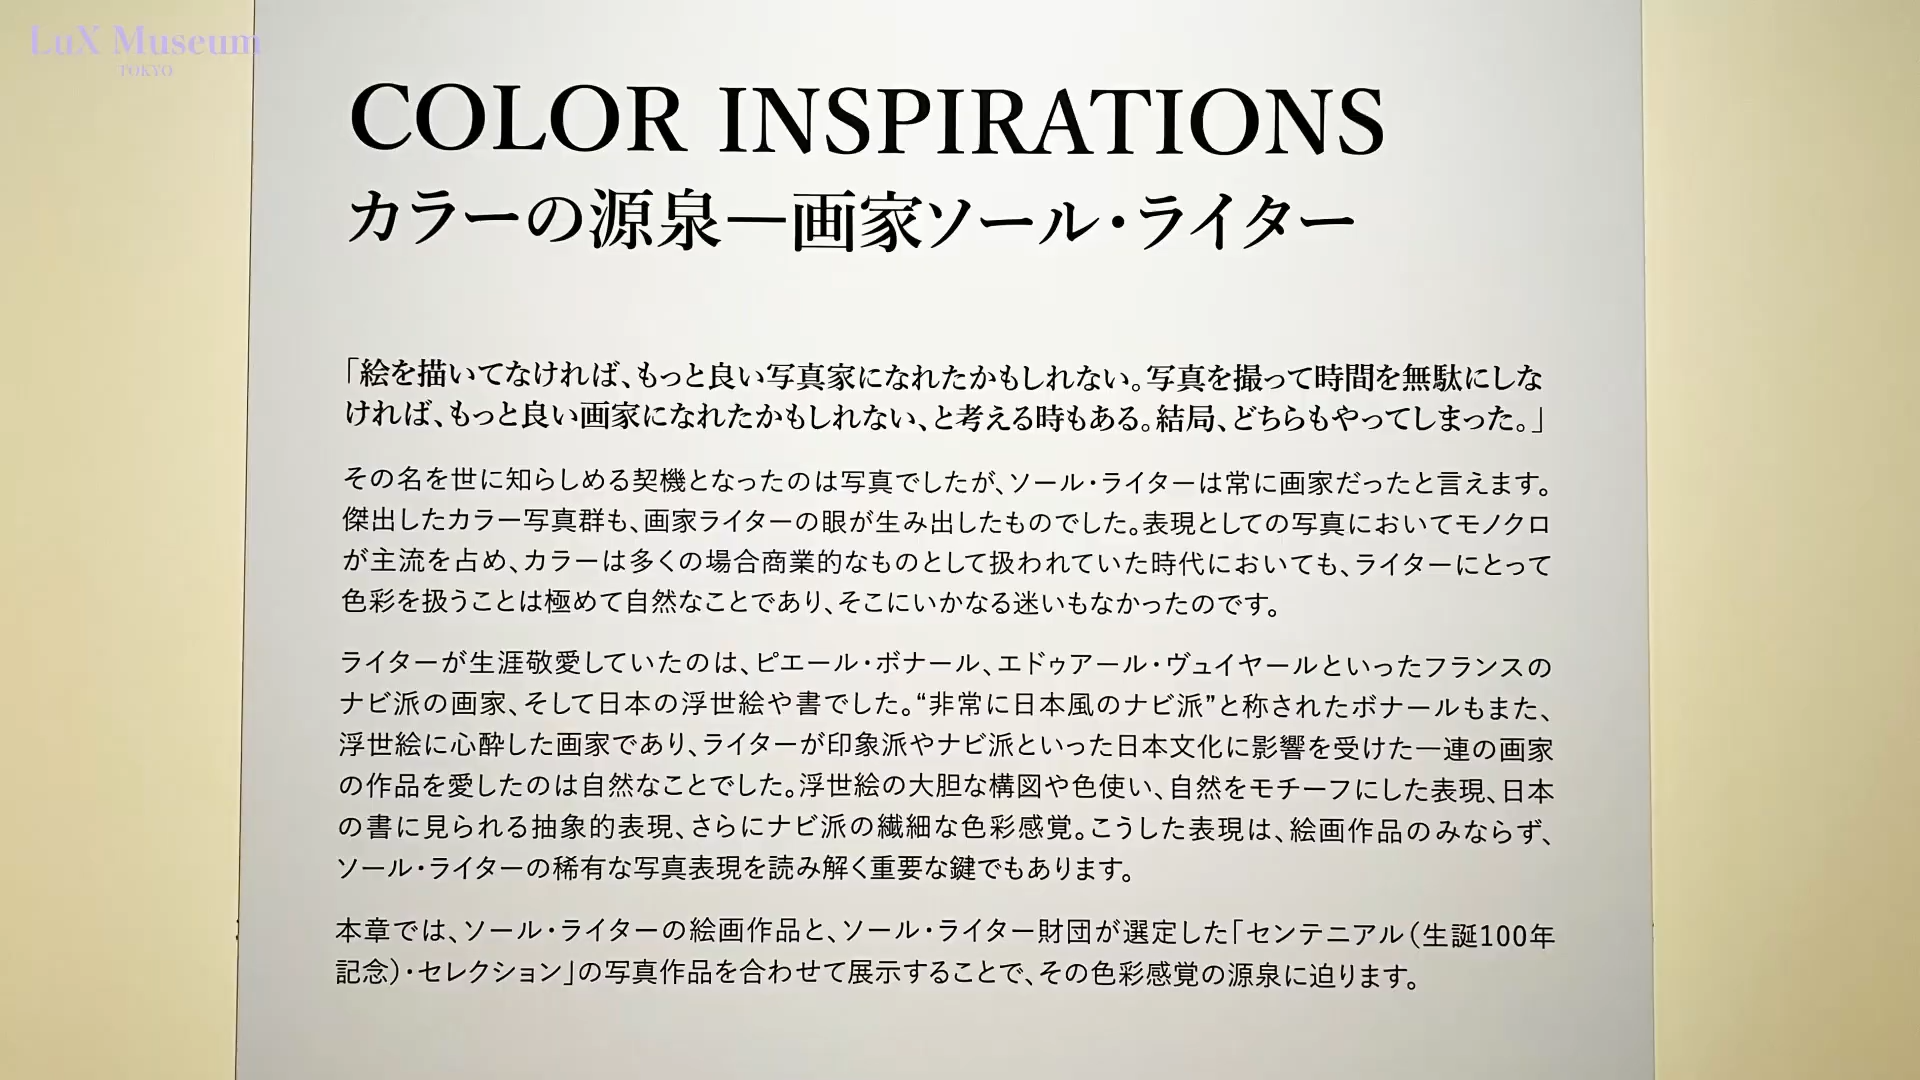 LuX Museum
TOKYO
COLOR INSPIRATIONS
カラーの源泉―画家ソール・ライター
「絵を描いてなければ、もっと良い写真家になれたかもしれない。写真を撮って時間を無駄にしな
ければ、もっと良い画家になれたかもしれない、と考える時もある。結局、どちらもやってしまった。」
その名を世に知らしめる契機となったのは写真でしたが、ソール・ライターは常に画家だったと言えます。
傑出したカラー写真群も、画家ライターの眼が生み出したものでした。表現としての写真においてモノクロ
が主流を占め、カラーは多くの場合商業的なものとして扱われていた時代においても、ライターにとって
色彩を扱うことは極めて自然なことであり、そこにいかなる迷いもなかったのです。
ライターが生涯敬愛していたのは、ピエール・ボナール、エドゥアール・ヴュイヤールといったフランスの
ナビ派の画家、そして日本の浮世絵や書でした。“非常に日本風のナビ派”と称されたボナールもまた、
浮世絵に心酔した画家であり、ライターが印象派やナビ派といった日本文化に影響を受けた一連の画家
の作品を愛したのは自然なことでした。浮世絵の大胆な構図や色使い、自然をモチーフにした表現、日本
の書に見られる抽象的表現、さらにナビ派の繊細な色彩感覚。こうした表現は、絵画作品のみならず、
ソール・ライターの稀有な写真表現を読み解く重要な鍵でもあります。
本章では、ソール・ライターの絵画作品と、ソール・ライター財団が選定した「センテニアル（生誕100年
記念）・セレクション」の写真作品を合わせて展示することで、その色彩感覚の源泉に迫ります。